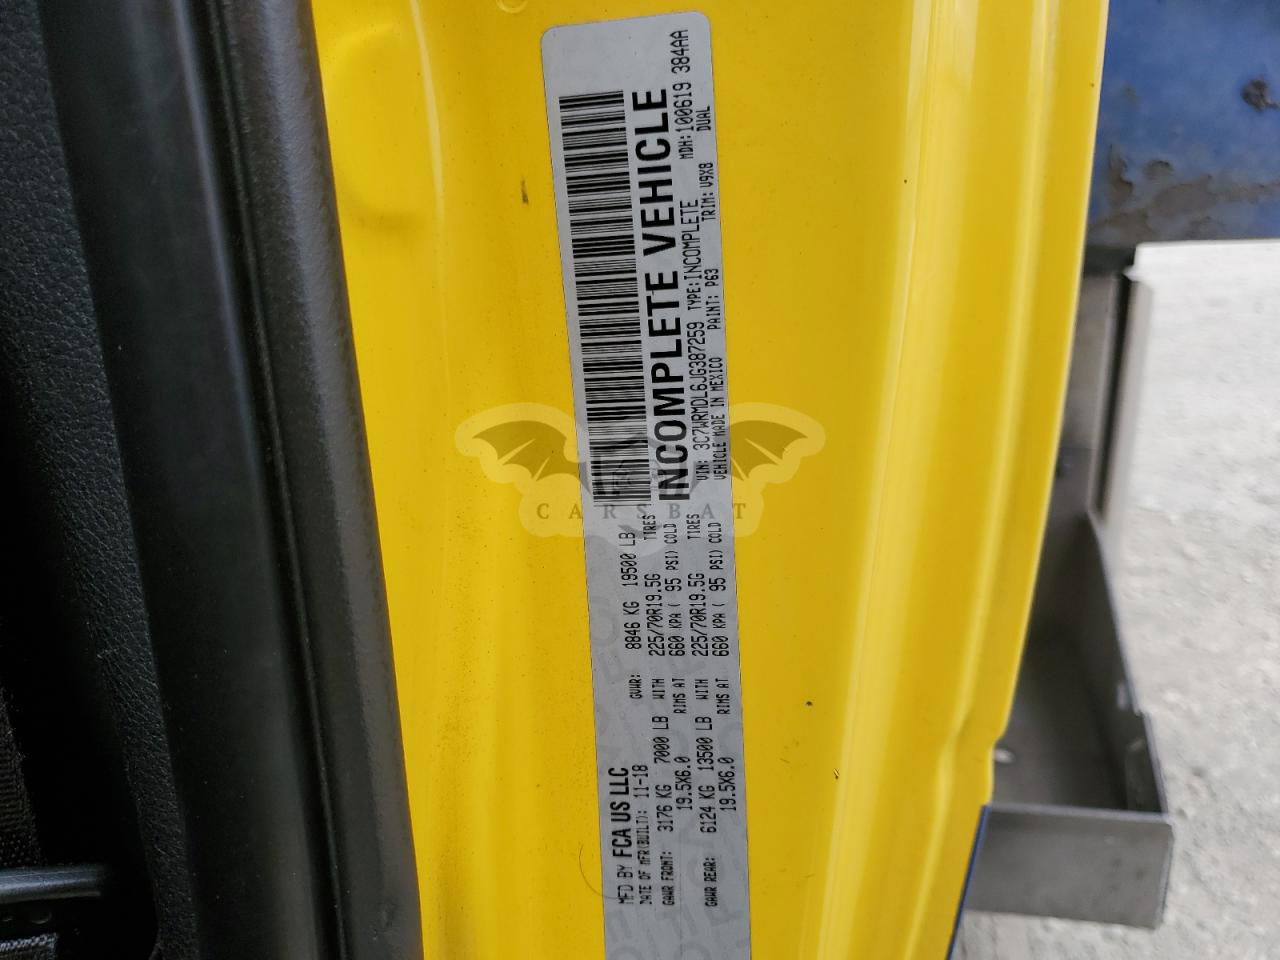 MFD BY FCA US LLC
DATE OF MFR(BUILT): 11-18 GVWR: 8846 KG 19500 LB
GAWR FRONT: 3176 KG 7000 LB WITH 225/70R19.5G TIRES
19.5X6.0 RIMS AT 660 KPA ( 95 PSI) COLD
GAWR REAR: 6124 KG 13500 LB WITH 225/70R19.5G TIRES
19.5X6.0 RIMS AT 660 KPA ( 95 PSI) COLD
INCOMPLETE VEHICLE
MDH:100619 384AA
VIN: 3C7WRMDL6JG387259 TYPE:INCOMPLETE DUAL
VEHICLE MADE IN MEXICO PAINT: P63 TRIM: V9X8
CARSBAT